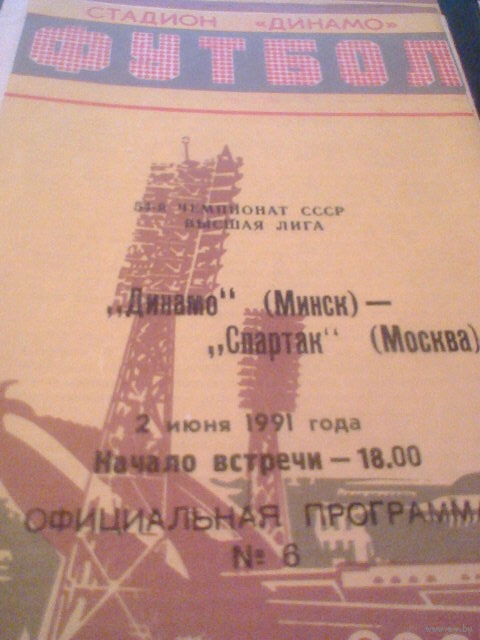 СТАДИОН «ДИНАМО»
ФУТБОЛ
54-й ЧЕМПИОНАТ СССР
ВЫСШАЯ ЛИГА
„Динамо“ (Минск) —
„Спартак“ (Москва)
2 июня 1991 года
Начало встречи — 18.00
ОФИЦИАЛЬНАЯ ПРОГРАММА
№ 6